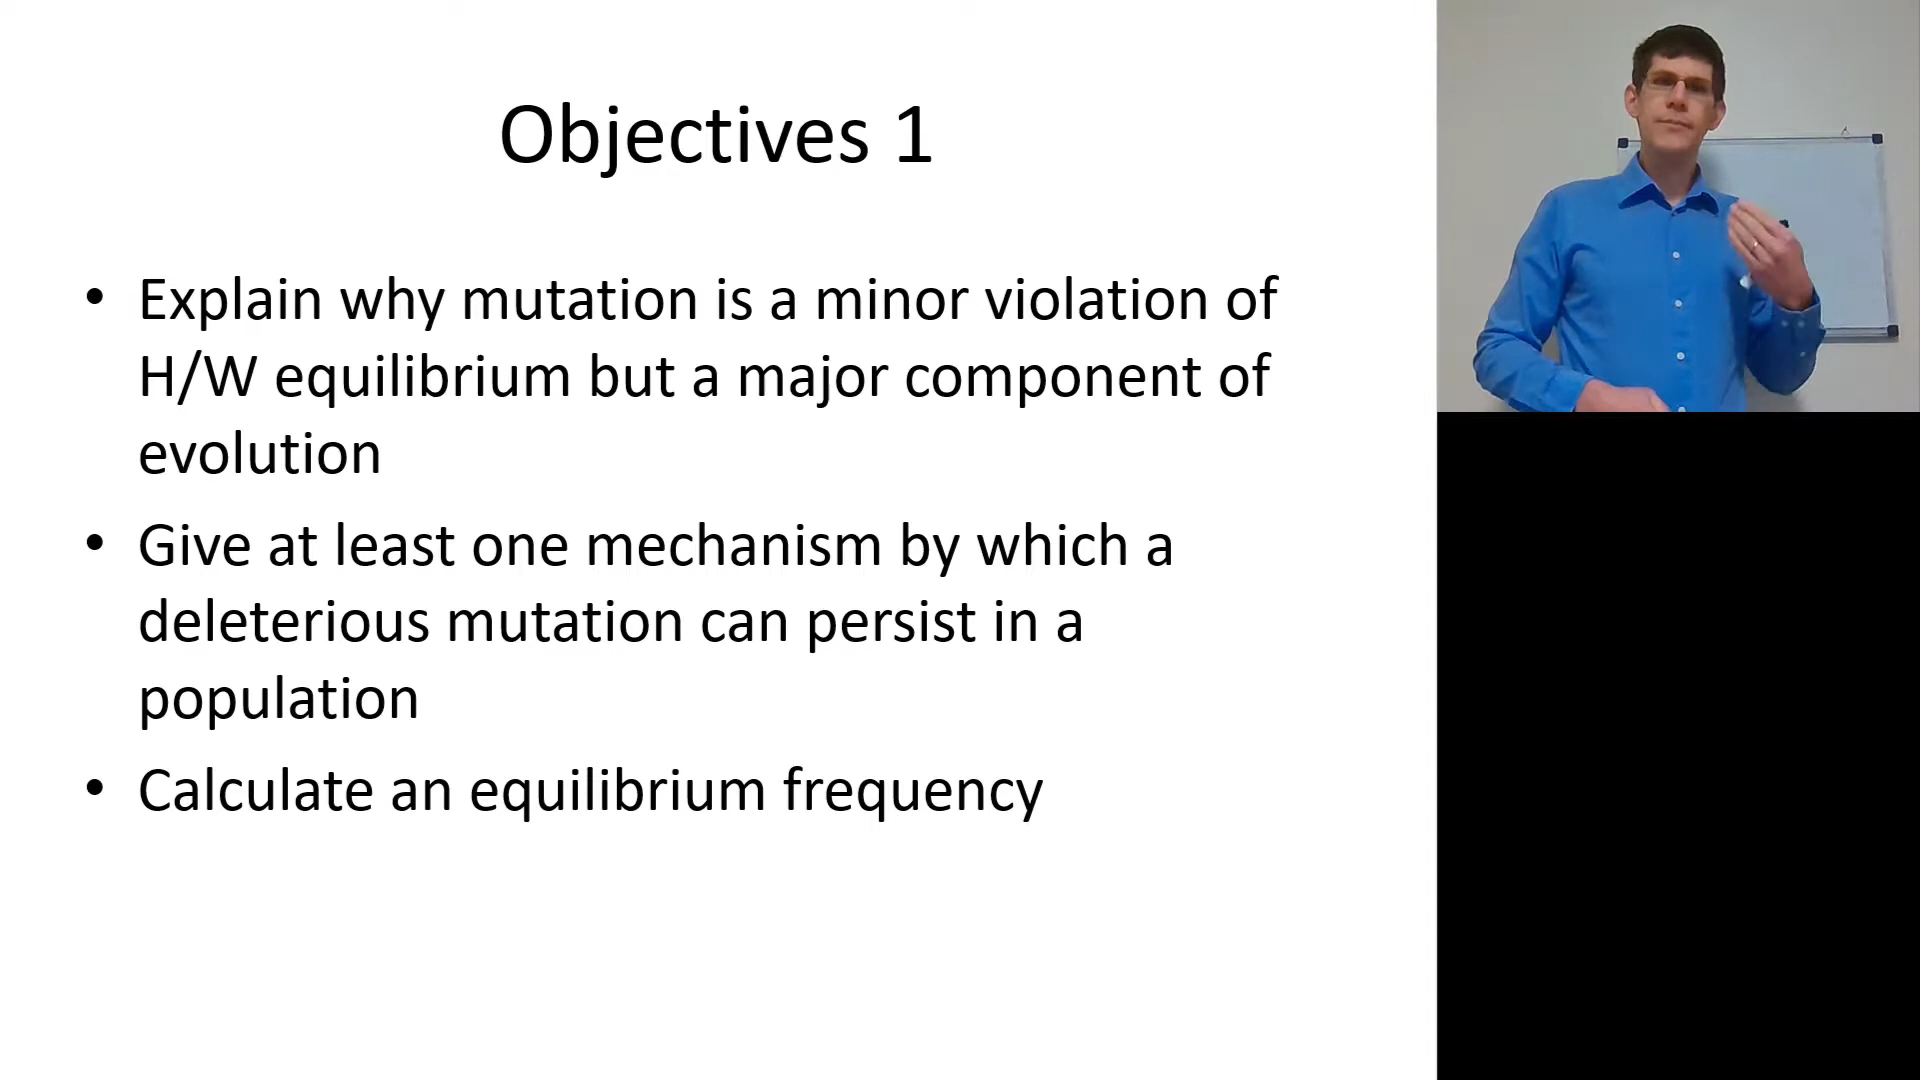 Objectives 1
• Explain why mutation is a minor violation of
H/W equilibrium but a major component of
evolution
• Give at least one mechanism by which a
deleterious mutation can persist in a
population
• Calculate an equilibrium frequency